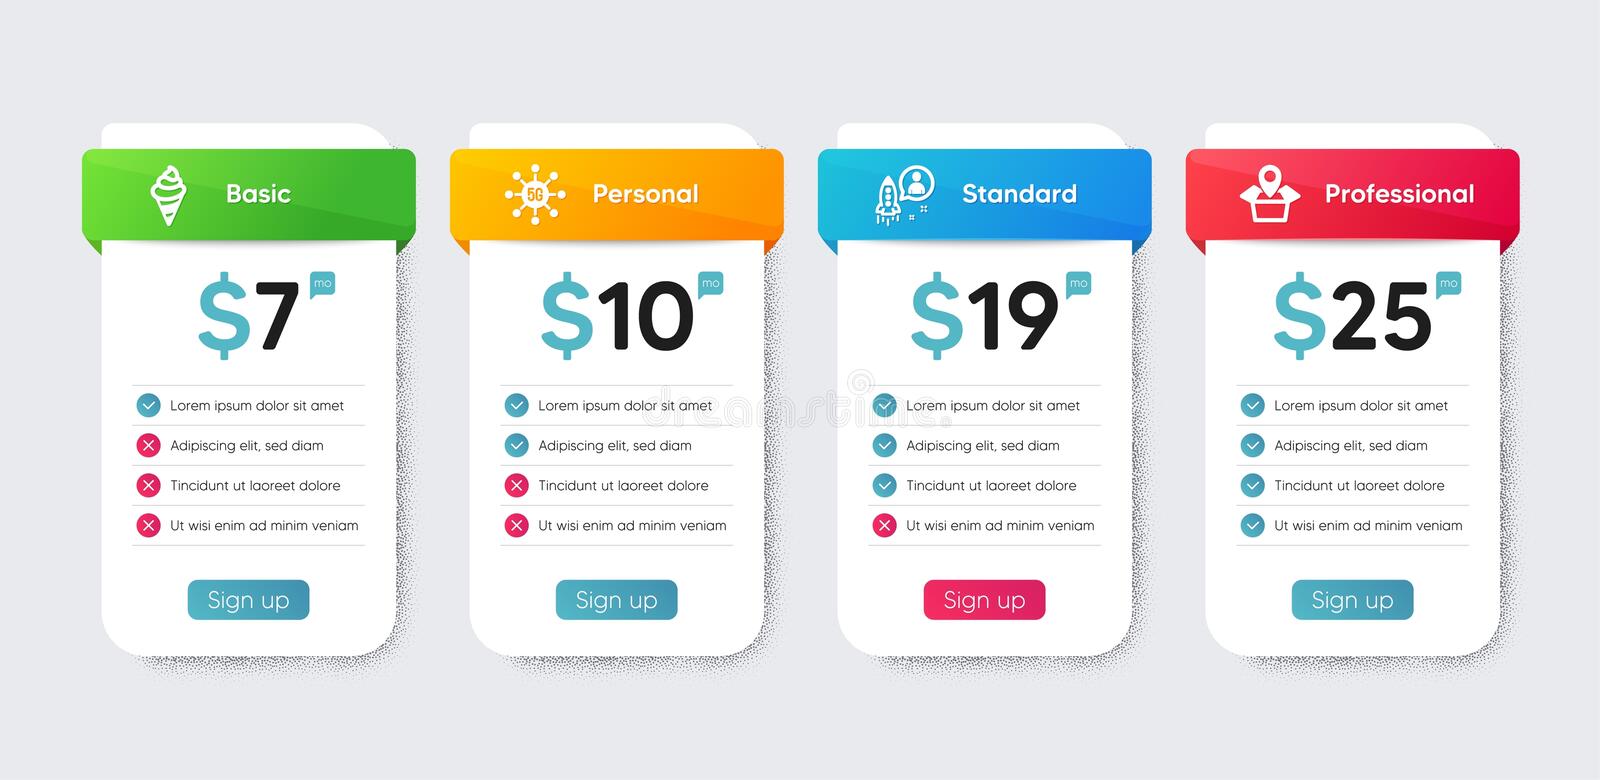 Basic
$7 mo
Lorem ipsum dolor sit amet
Adipiscing elit, sed diam
Tincidunt ut laoreet dolore
Ut wisi enim ad minim veniam
Sign up
5G
Personal
$10 mo
Lorem ipsum dolor sit amet
Adipiscing elit, sed diam
Tincidunt ut laoreet dolore
Ut wisi enim ad minim veniam
Sign up
Standard
$19 mo
Lorem ipsum dolor sit amet
Adipiscing elit, sed diam
Tincidunt ut laoreet dolore
Ut wisi enim ad minim veniam
Sign up
Professional
$25 mo
Lorem ipsum dolor sit amet
Adipiscing elit, sed diam
Tincidunt ut laoreet dolore
Ut wisi enim ad minim veniam
Sign up
dreamstime